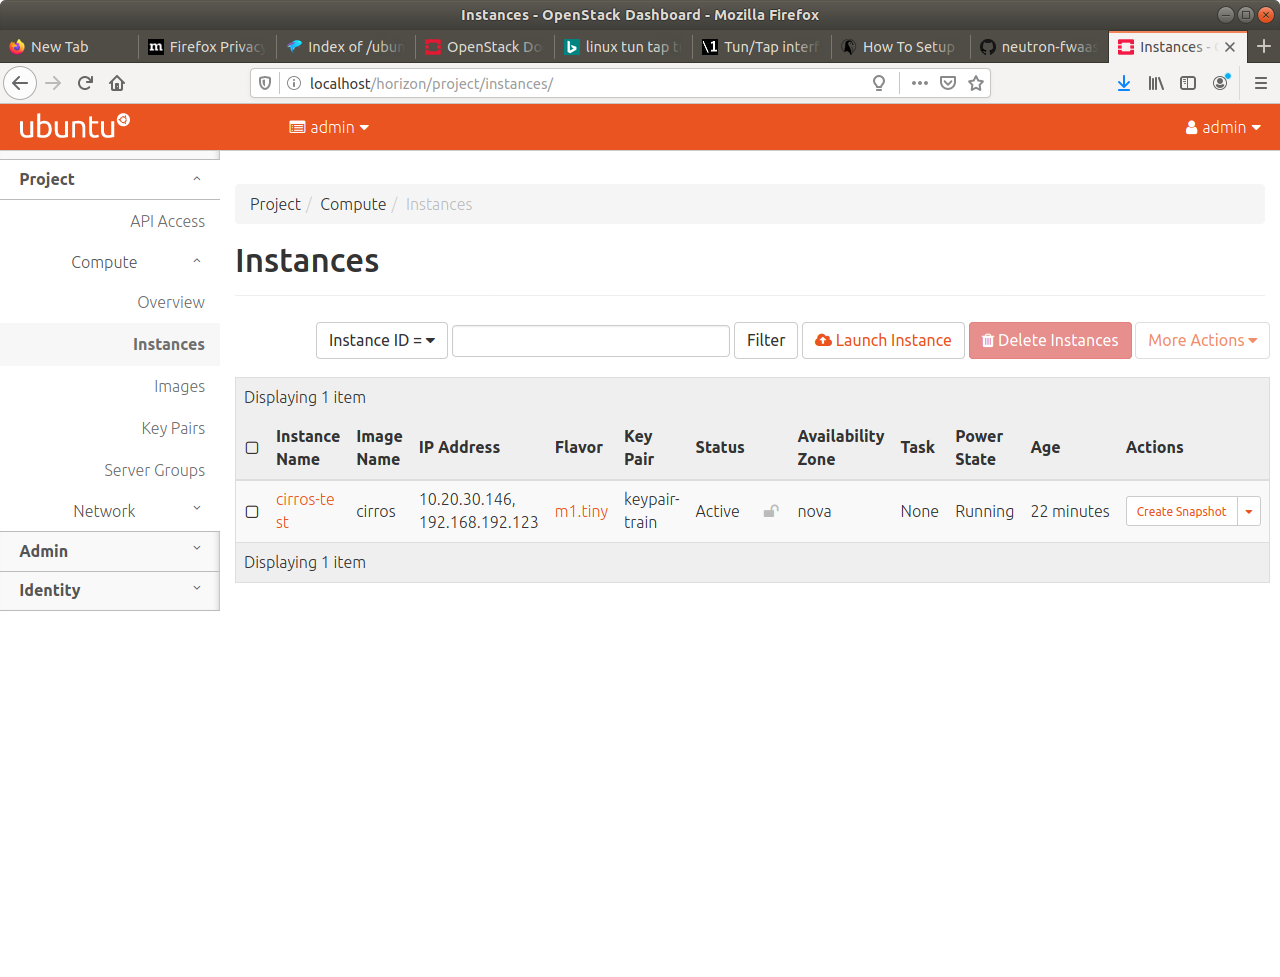 Instances - OpenStack Dashboard - Mozilla Firefox
New Tab
Firefox Privacy
Index of /ubun
OpenStack Do
linux tun tap t
Tun/Tap interf
How To Setup
neutron-fwaas
Instances -
localhost/horizon/project/instances/
ubuntu
admin
admin
Project
API Access
Compute
Overview
Instances
Images
Key Pairs
Server Groups
Network
Admin
Identity
Project / Compute / Instances
Instances
Instance ID =
Filter
Launch Instance
Delete Instances
More Actions
Displaying 1 item
Instance Name
Image Name
IP Address
Flavor
Key Pair
Status
Availability Zone
Task
Power State
Age
Actions
cirros-te
st
cirros
10.20.30.146,
192.168.192.123
m1.tiny
keypair-
train
Active
nova
None
Running
22 minutes
Create Snapshot
Displaying 1 item